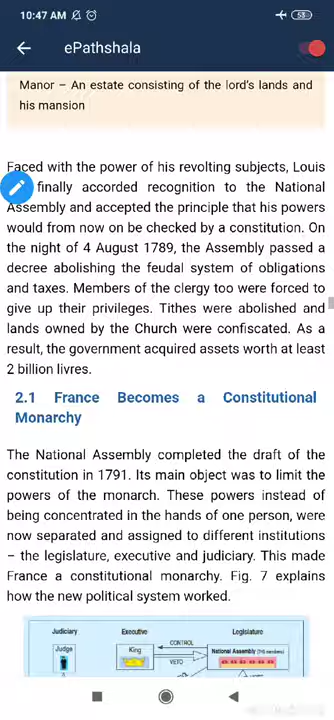 10:47 AM
53
ePathshala
Manor – An estate consisting of the lord's lands and
his mansion
Faced with the power of his revolting subjects, Louis
finally accorded recognition to the National
Assembly and accepted the principle that his powers
would from now on be checked by a constitution. On
the night of 4 August 1789, the Assembly passed a
decree abolishing the feudal system of obligations
and taxes. Members of the clergy too were forced to
give up their privileges. Tithes were abolished and
lands owned by the Church were confiscated. As a
result, the government acquired assets worth at least
2 billion livres.
2.1 France Becomes a Constitutional
Monarchy
The National Assembly completed the draft of the
constitution in 1791. Its main object was to limit the
powers of the monarch. These powers instead of
being concentrated in the hands of one person, were
now separated and assigned to different institutions
– the legislature, executive and judiciary. This made
France a constitutional monarchy. Fig. 7 explains
how the new political system worked.
Judiciary Executive Legislature
Judge King CONTROL National Assembly (745 members)
VETO